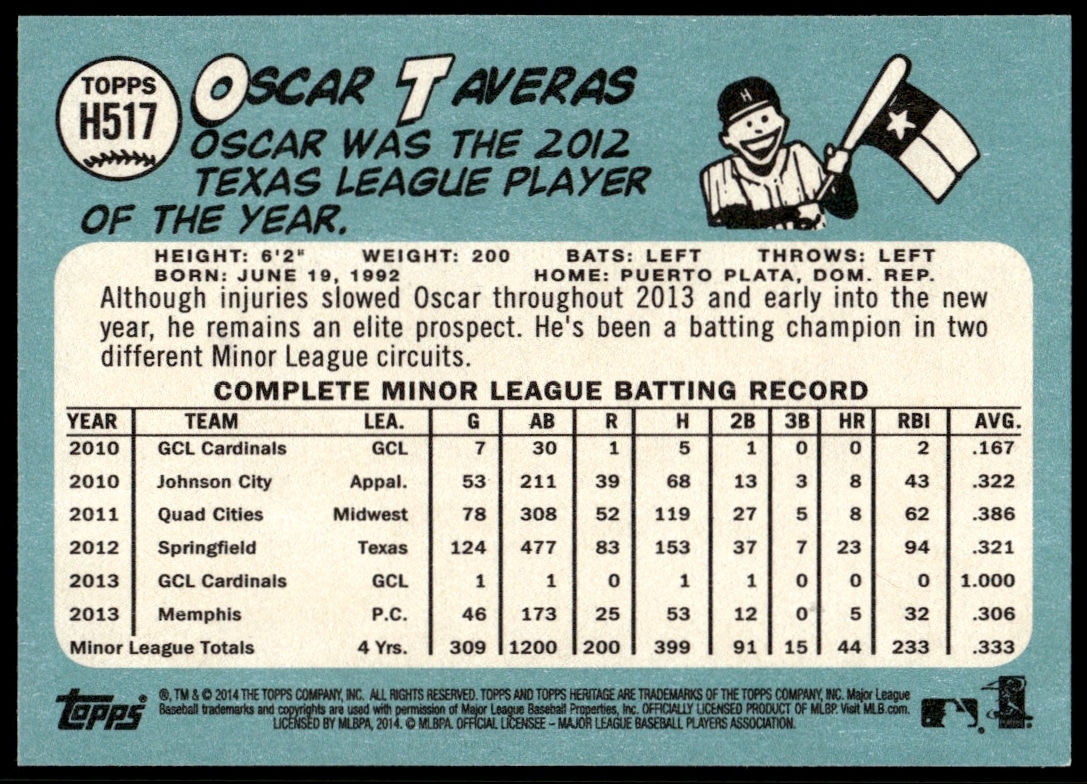 TOPPS
H517
OSCAR TAVERAS
OSCAR WAS THE 2012
TEXAS LEAGUE PLAYER
OF THE YEAR.
H
HEIGHT: 6'2" WEIGHT: 200 BATS: LEFT THROWS: LEFT
BORN: JUNE 19, 1992 HOME: PUERTO PLATA, DOM. REP.
Although injuries slowed Oscar throughout 2013 and early into the new
year, he remains an elite prospect. He's been a batting champion in two
different Minor League circuits.
COMPLETE MINOR LEAGUE BATTING RECORD
YEAR TEAM LEA. G AB R H 2B 3B HR RBI AVG.
2010 GCL Cardinals GCL 7 30 1 5 1 0 0 2 .167
2010 Johnson City Appal. 53 211 39 68 13 3 8 43 .322
2011 Quad Cities Midwest 78 308 52 119 27 5 8 62 .386
2012 Springfield Texas 124 477 83 153 37 7 23 94 .321
2013 GCL Cardinals GCL 1 1 0 1 1 0 0 0 1.000
2013 Memphis P.C. 46 173 25 53 12 0 5 32 .306
Minor League Totals 4 Yrs. 309 1200 200 399 91 15 44 233 .333
TOPPS®
®, TM & © 2014 THE TOPPS COMPANY, INC. ALL RIGHTS RESERVED. TOPPS AND TOPPS HERITAGE ARE TRADEMARKS OF THE TOPPS COMPANY, INC. Major League
Baseball trademarks and copyrights are used with permission of Major League Baseball Properties, Inc. OFFICIALLY LICENSED PRODUCT OF MLBP. Visit MLB.com.
LICENSED BY MLBPA, 2014. © MLBPA. OFFICIAL LICENSEE – MAJOR LEAGUE BASEBALL PLAYERS ASSOCIATION.